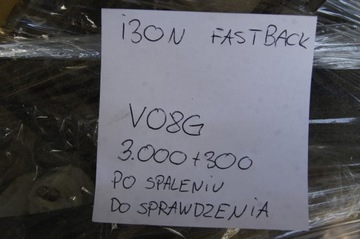 i30N FASTBACK
V08G
3.000+300
PO SPALENIU
DO SPRAWDZENIA